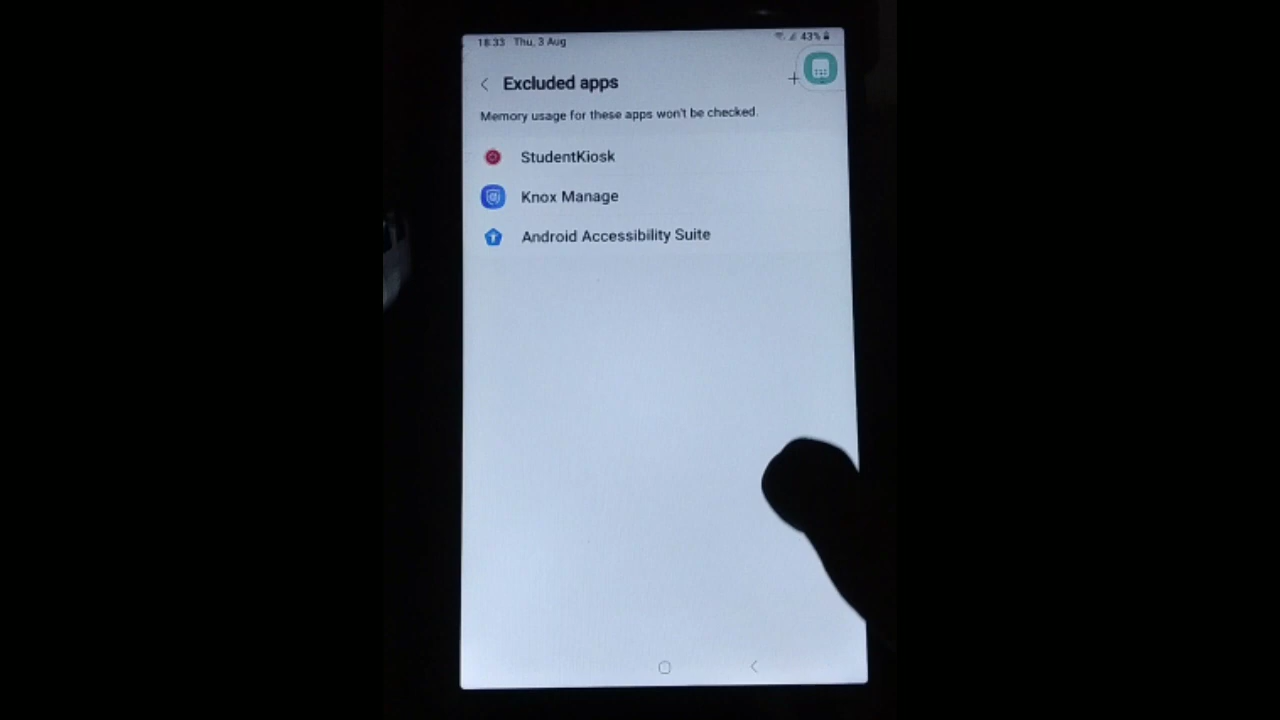 18:33 Thu, 3 Aug
43%
Excluded apps
Memory usage for these apps won't be checked.
StudentKiosk
Knox Manage
Android Accessibility Suite